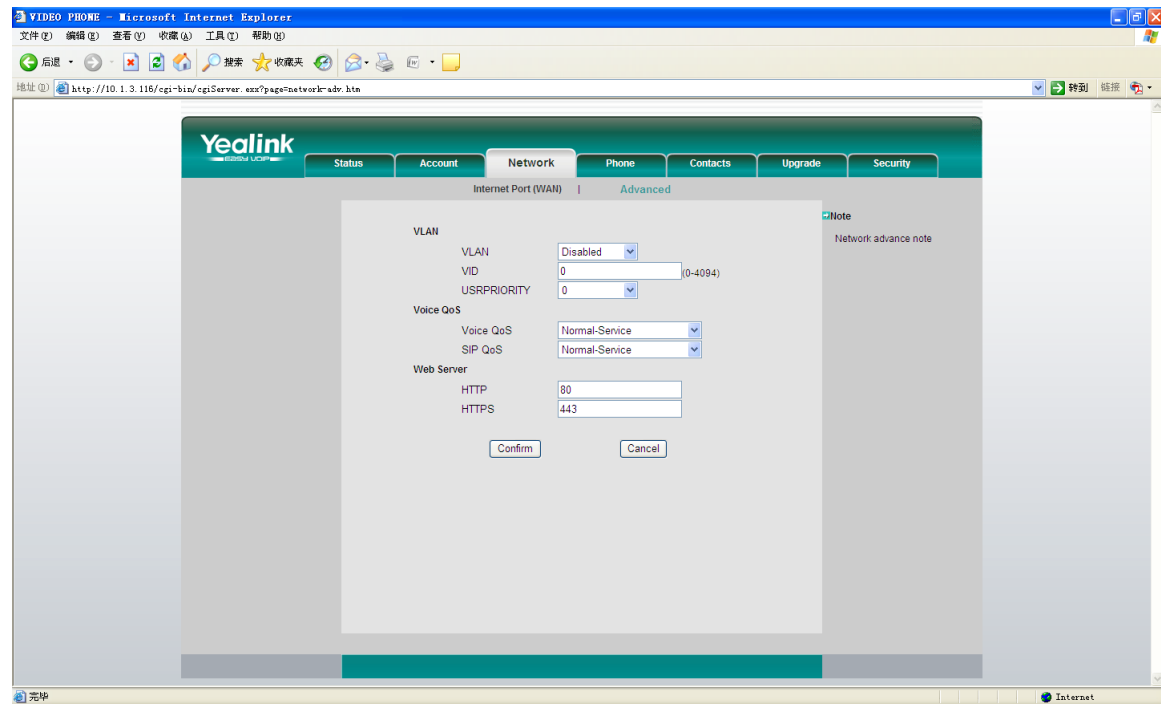 VIDEO PHONE - Microsoft Internet Explorer
文件(F) 编辑(E) 查看(V) 收藏(A) 工具(T) 帮助(H)
后退 搜索 收藏夹
地址(D) http://10.1.3.116/cgi-bin/cgiServer.exx?page=network-adv.htm 转到 链接
Yealink
EASY VOIP
Status Account Network Phone Contacts Upgrade Security
Internet Port (WAN) | Advanced
Note
Network advance note
VLAN
VLAN Disabled
VID 0 (0-4094)
USRPRIORITY 0
Voice QoS
Voice QoS Normal-Service
SIP QoS Normal-Service
Web Server
HTTP 80
HTTPS 443
Confirm Cancel
完毕 Internet